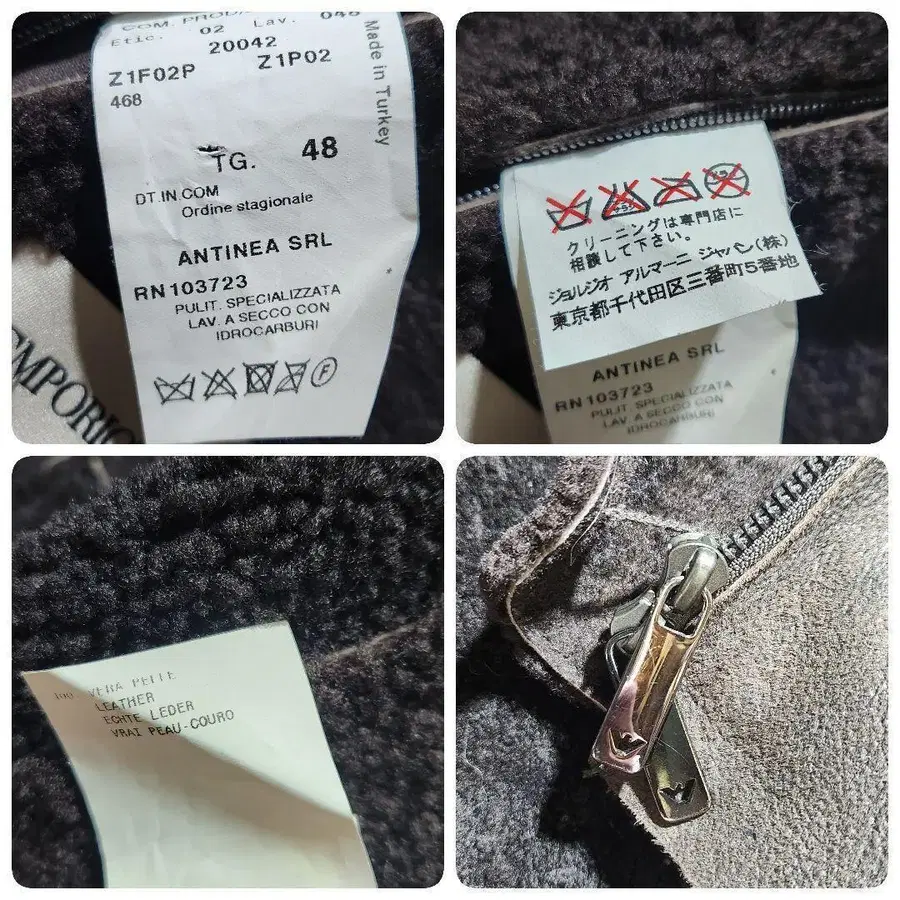 COM. PROD
Etic. 02 Lav. 048
20042
Z1F02P Z1P02
468
Made in Turkey
TG. 48
DT.IN.COM
Ordine stagionale
ANTINEA SRL
RN103723
PULIT. SPECIALIZZATA
LAV. A SECCO CON
IDROCARBURI
F
EMPORIO
クリーニングは専門店に
相談して下さい。
ジョルジオ アルマーニ ジャパン(株)
東京都千代田区三番町5番地
ANTINEA SRL
RN103723
PULIT. SPECIALIZZATA
LAV. A SECCO CON
IDROCARBURI
100 VERA PELLE
LEATHER
ECHTE LEDER
VRAI PEAU-COURO